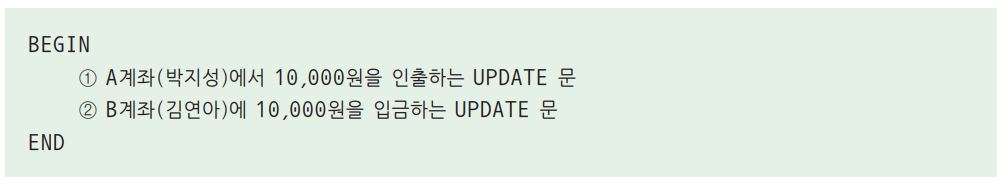 BEGIN
① A계좌(박지성)에서 10,000원을 인출하는 UPDATE 문
② B계좌(김연아)에 10,000원을 입금하는 UPDATE 문
END